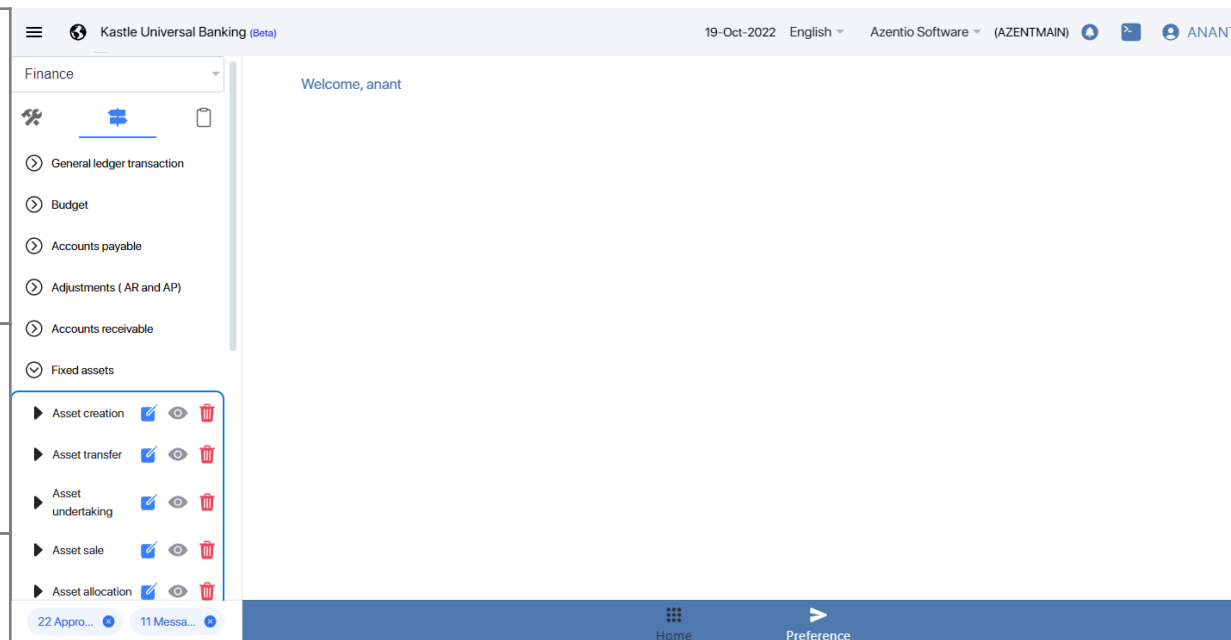 Kastle Universal Banking (Beta)
19-Oct-2022 English Azentio Software (AZENTMAIN) ANANT
Finance
Welcome, anant
General ledger transaction
Budget
Accounts payable
Adjustments ( AR and AP)
Accounts receivable
Fixed assets
Asset creation
Asset transfer
Asset
undertaking
Asset sale
Asset allocation
22 Appro...
11 Messa...
Home
Preference